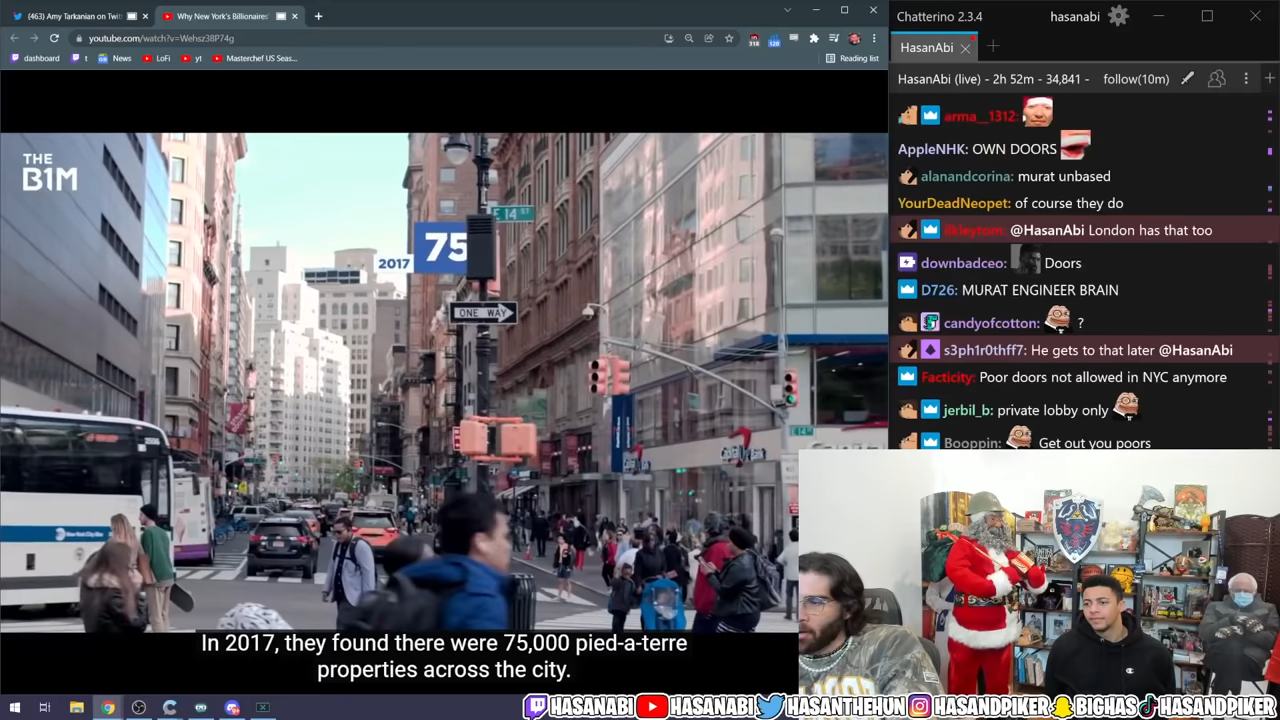 (463) Amy Tarkanian on Twit
Why New York's Billionaires'
youtube.com/watch?v=Wehsz38P74g
dashboard
t
News
LoFi
yt
Masterchef US Seas...
Reading list
THE
B1M
E 14 ST
2017
75
ONE WAY
In 2017, they found there were 75,000 pied-a-terre
properties across the city.
Chatterino 2.3.4
hasanabi
HasanAbi
HasanAbi (live) - 2h 52m - 34,841 -
follow(10m)
arma__1312:
AppleNHK: OWN DOORS
alanandcorina: murat unbased
YourDeadNeopet: of course they do
@HasanAbi London has that too
downbadceo: Doors
D726: MURAT ENGINEER BRAIN
candyofcotton: ?
s3ph1r0thff7: He gets to that later @HasanAbi
Facticity: Poor doors not allowed in NYC anymore
jerbil_b: private lobby only
Booppin: Get out you poors
HASANABI
HASANABI
HASANTHEHUN
HASANDPIKER
BIGHAS
HASANDPIKER